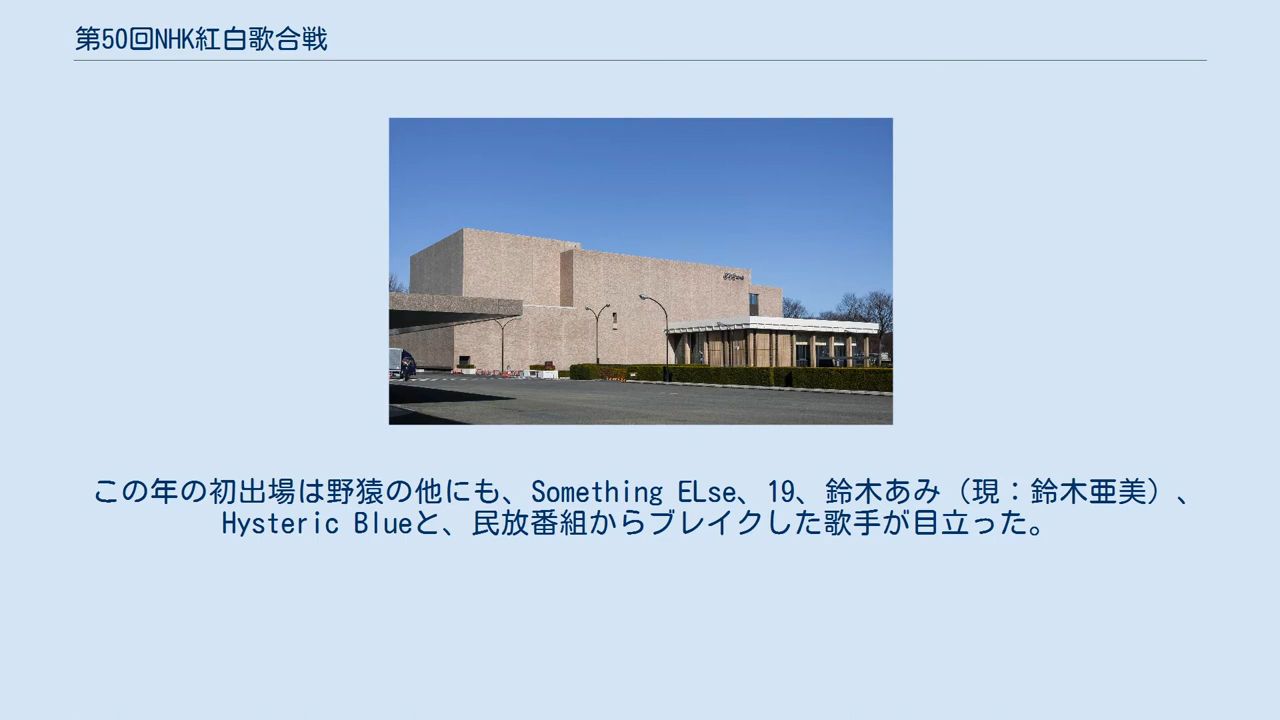 第50回NHK紅白歌合戦
この年の初出場は野猿の他にも、Something ELse、19、鈴木あみ（現：鈴木亜美）、
Hysteric Blueと、民放番組からブレイクした歌手が目立った。